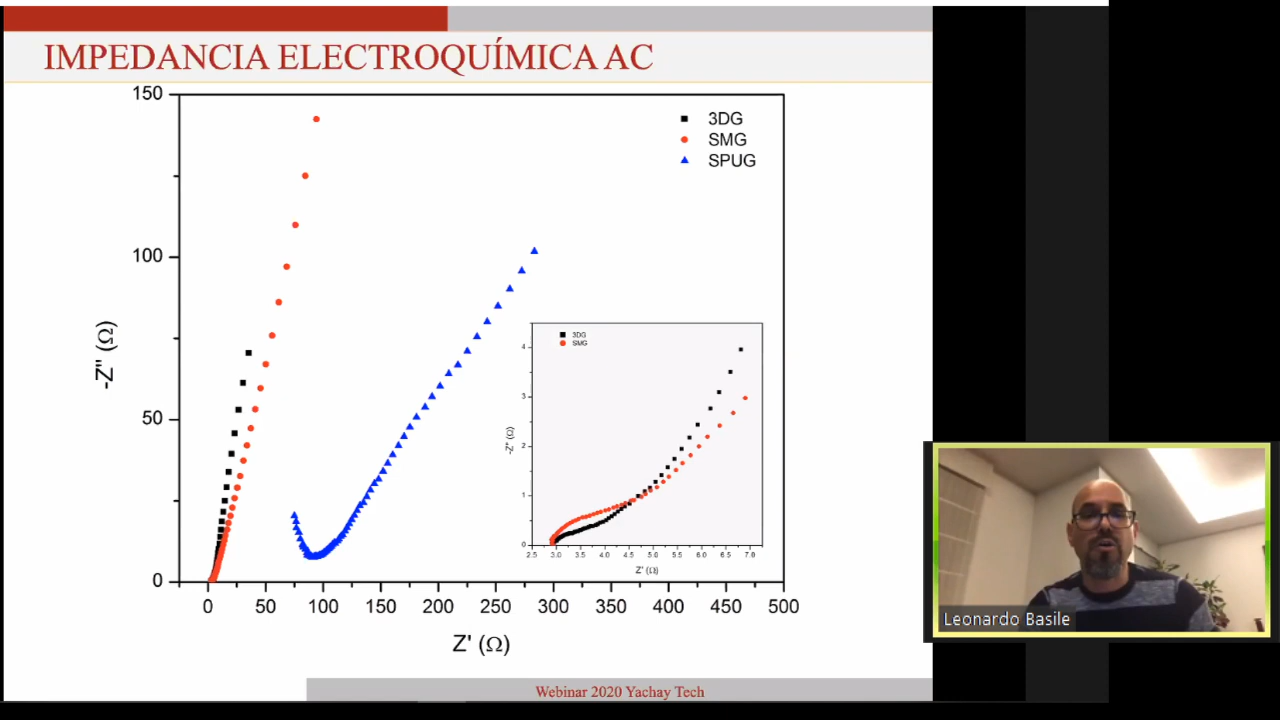 IMPEDANCIA ELECTROQUÍMICA AC
150
100
50
0
-Z'' (Ω)
3DG
SMG
SPUG
3DG
SMG
4
3
2
1
0
-Z'' (Ω)
2.5 3.0 3.5 4.0 4.5 5.0 5.5 6.0 6.5 7.0
Z' (Ω)
0 50 100 150 200 250 300 350 400 450 500
Z' (Ω)
Leonardo Basile
Webinar 2020 Yachay Tech